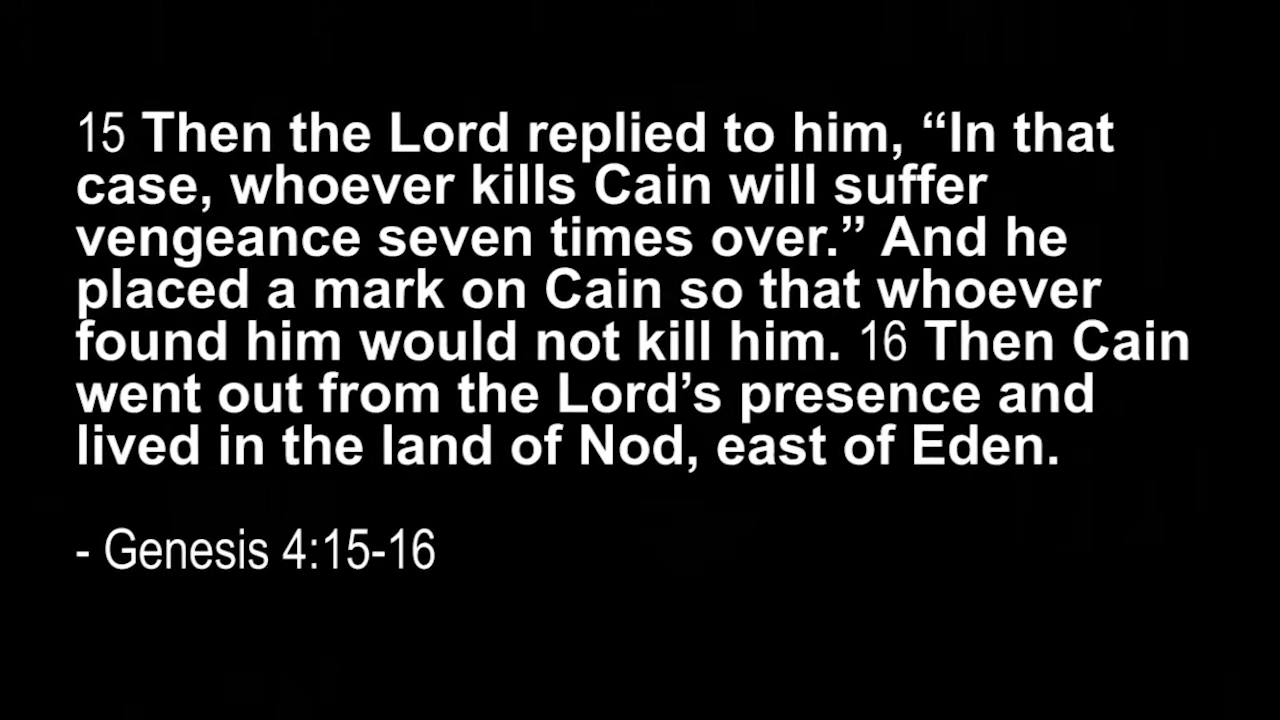 15 Then the Lord replied to him, “In that
case, whoever kills Cain will suffer
vengeance seven times over.” And he
placed a mark on Cain so that whoever
found him would not kill him. 16 Then Cain
went out from the Lord’s presence and
lived in the land of Nod, east of Eden.
- Genesis 4:15-16